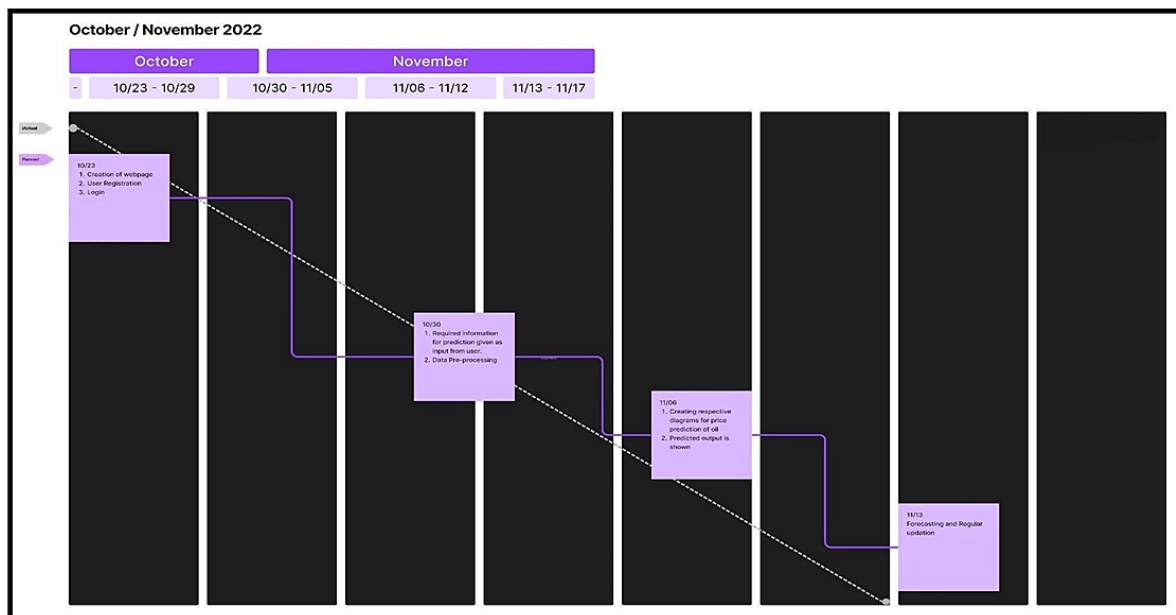 October / November 2022
October
November
-
10/23 - 10/29
10/30 - 11/05
11/06 - 11/12
11/13 - 11/17
Planned
10/23
1. Creation of webpage
2. User Registration
3. Login
10/30
1. Required information
for prediction given as
input from user.
2. Data Pre-processing
11/06
1. Creating respective
diagrams for price
prediction of oil
2. Predicted output is
shown
11/13
Forecasting and Regular
updation